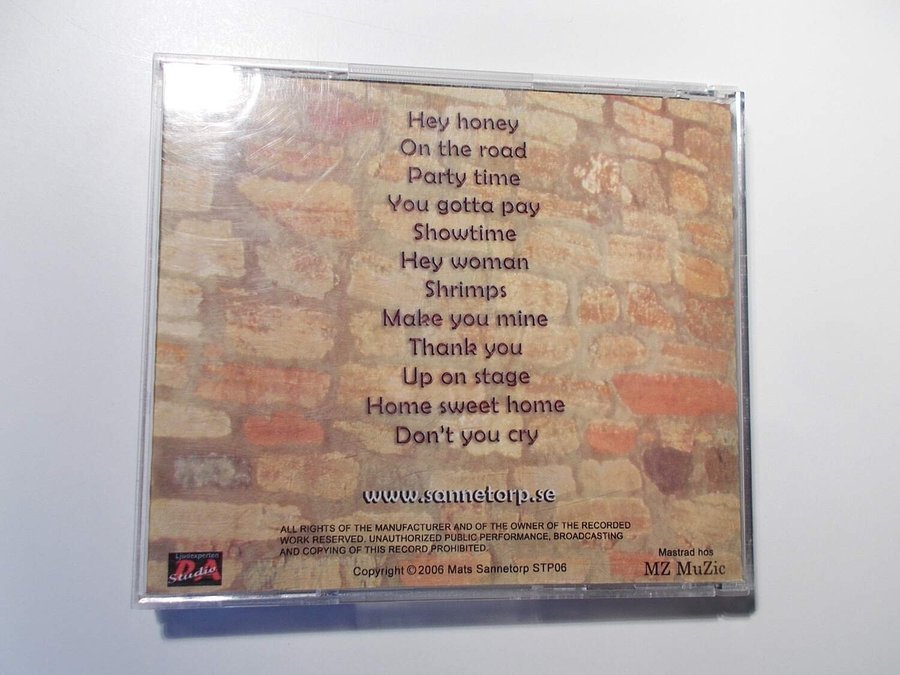 Hey honey
On the road
Party time
You gotta pay
Showtime
Hey woman
Shrimps
Make you mine
Thank you
Up on stage
Home sweet home
Don't you cry
www.sannetorp.se
ALL RIGHTS OF THE MANUFACTURER AND OF THE OWNER OF THE RECORDED
WORK RESERVED. UNAUTHORIZED PUBLIC PERFORMANCE, BROADCASTING
AND COPYING OF THIS RECORD PROHIBITED.
Copyright © 2006 Mats Sannetorp STP06
Ljudexperten
Studio
Mastrad hos
MZ MuZic